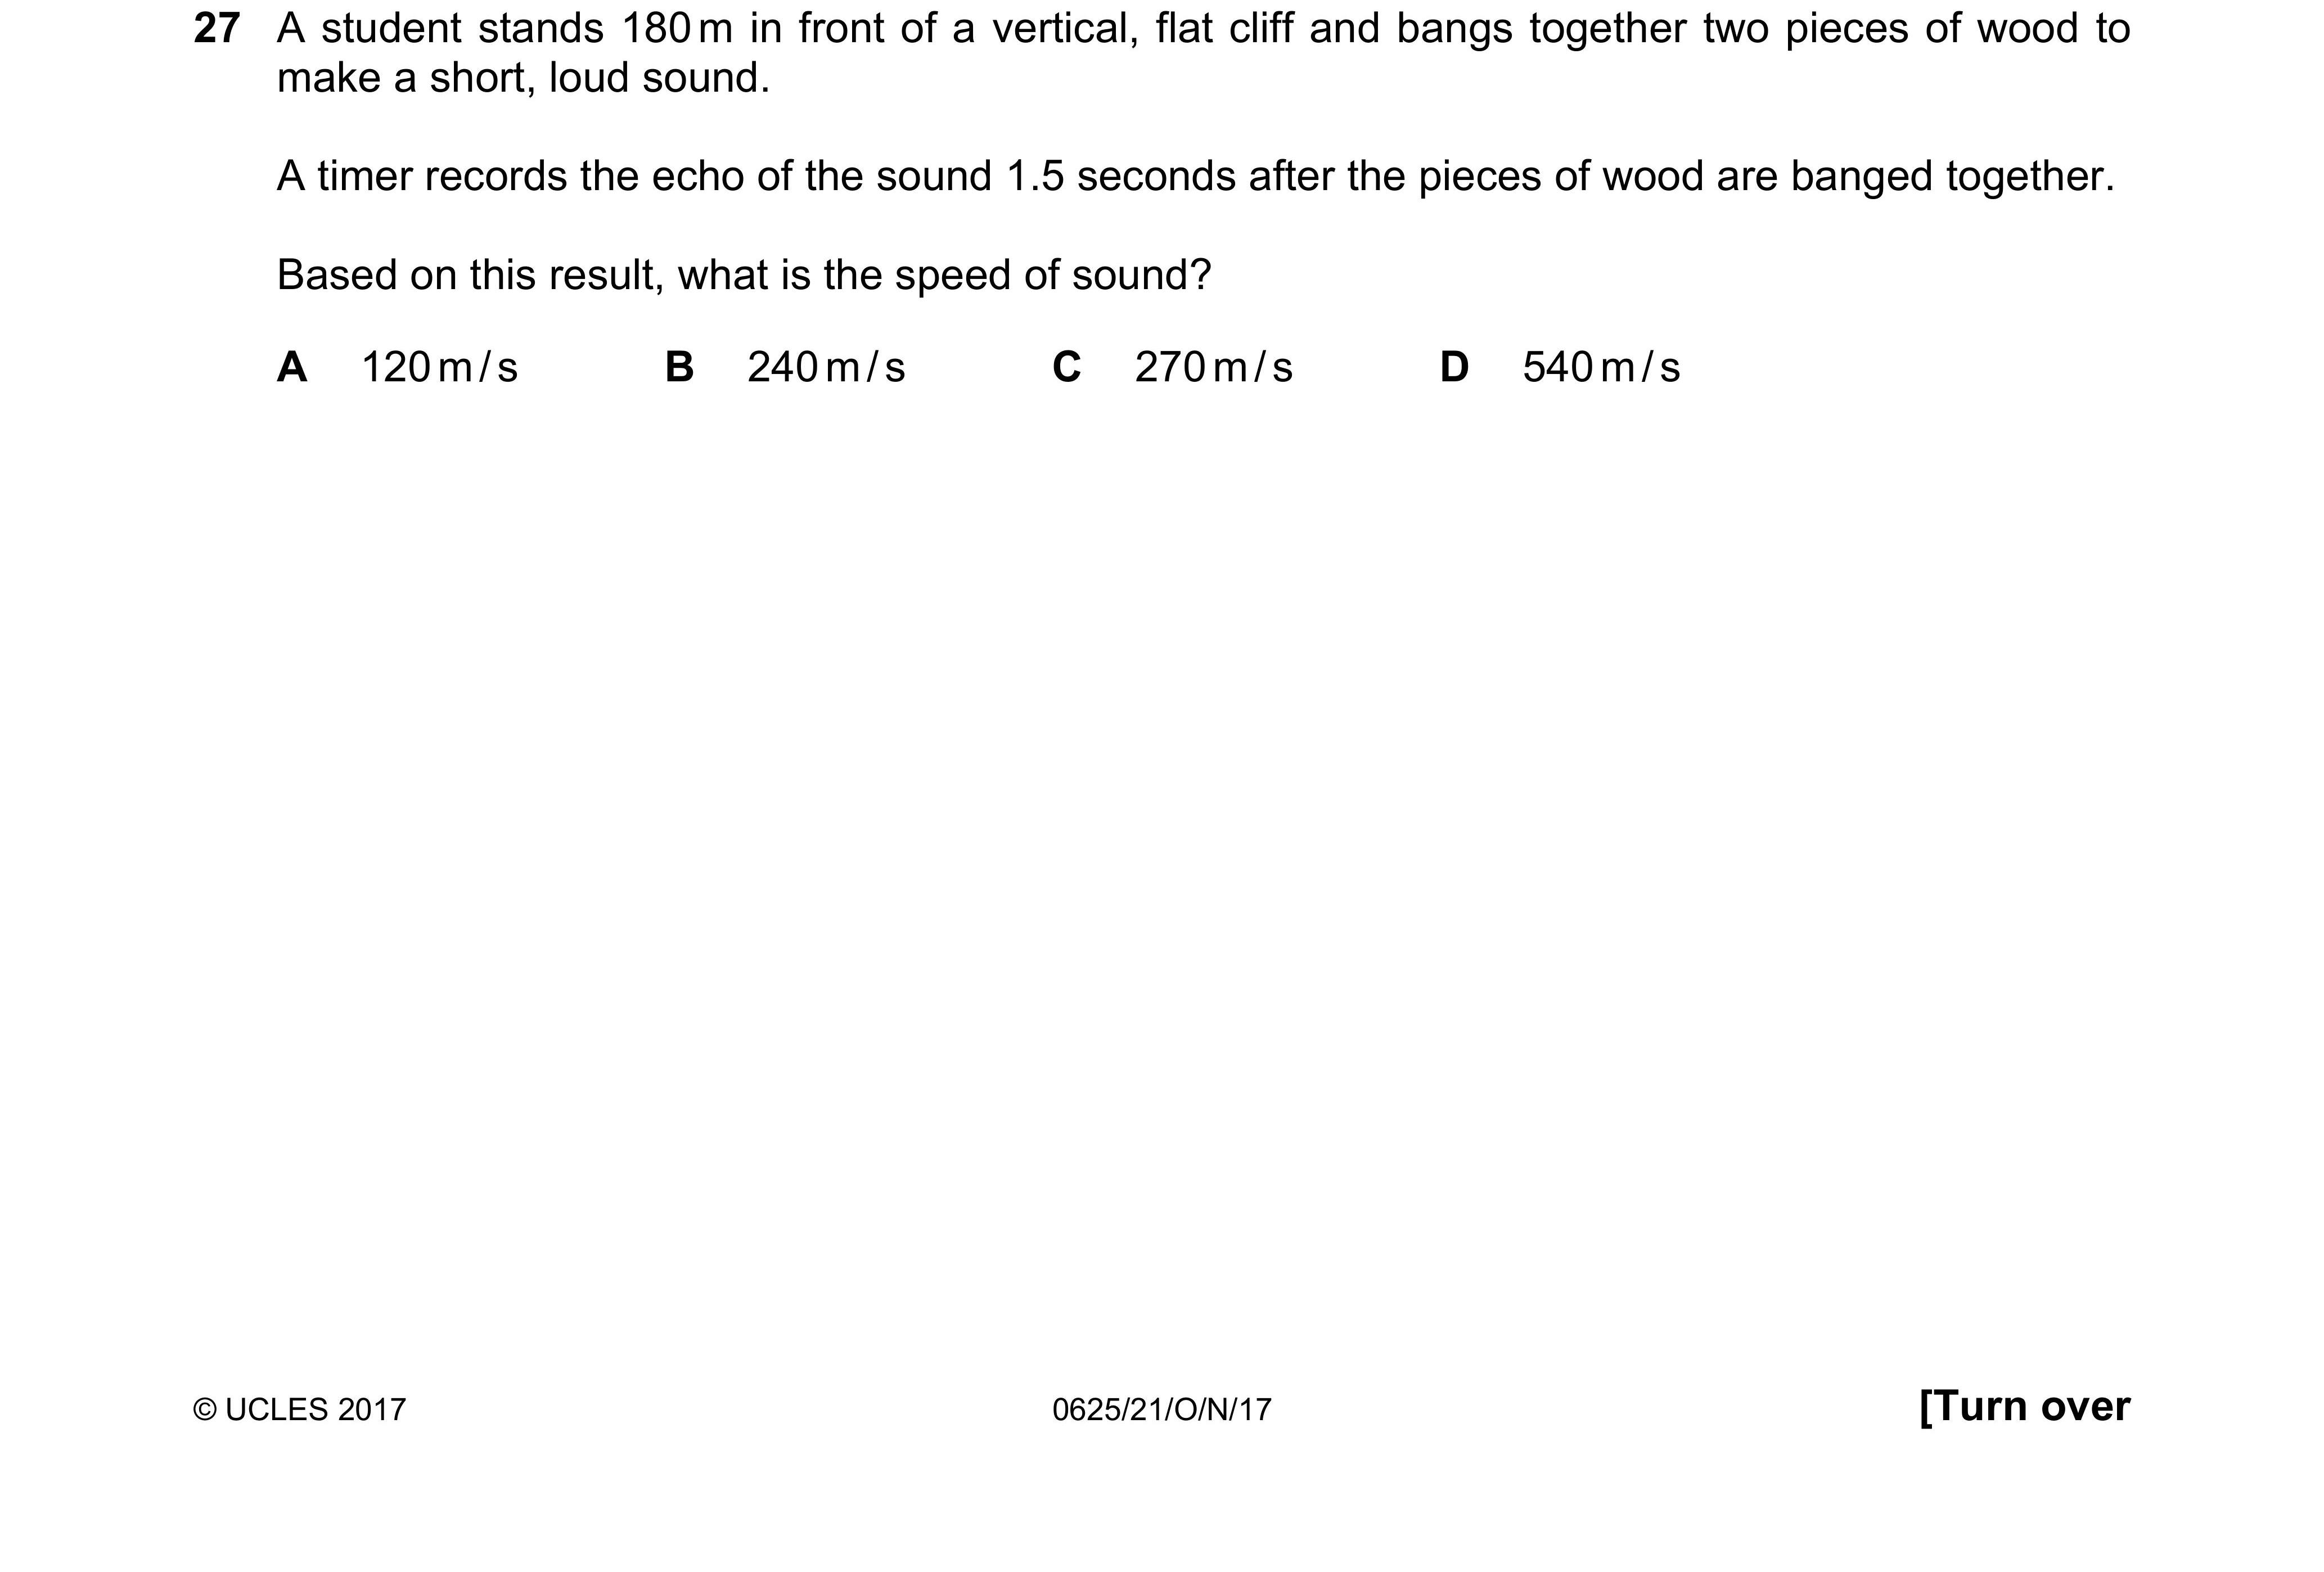 27 A student stands 180 m in front of a vertical, flat cliff and bangs together two pieces of wood to
make a short, loud sound.
A timer records the echo of the sound 1.5 seconds after the pieces of wood are banged together.
Based on this result, what is the speed of sound?
A 120 m / s B 240 m / s C 270 m / s D 540 m / s
© UCLES 2017 0625/21/O/N/17 [Turn over